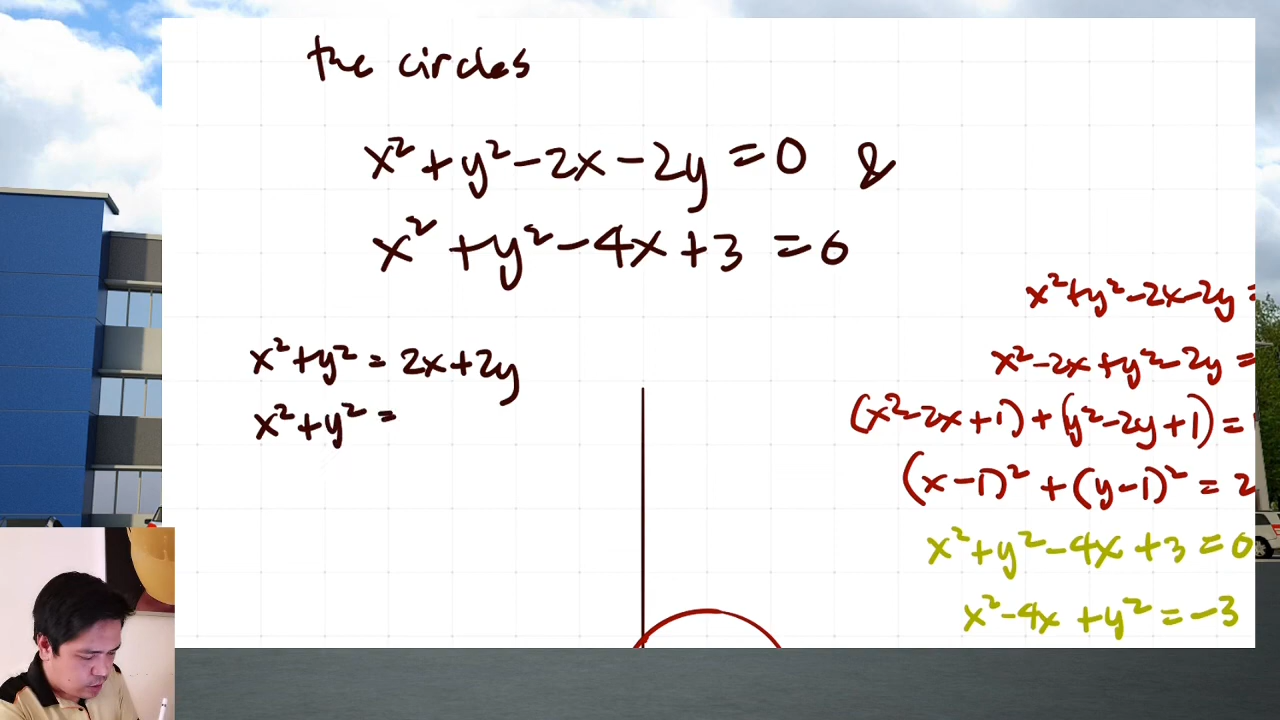 the circles
x² + y² - 2x - 2y = 0 &
x² + y² - 4x + 3 = 0
x² + y² = 2x + 2y
x² + y² =
x² + y² - 2x - 2y =
x² - 2x + y² - 2y =
(x² - 2x + 1) + (y² - 2y + 1) =
(x - 1)² + (y - 1)² = 2
x² + y² - 4x + 3 = 0
x² - 4x + y² = -3